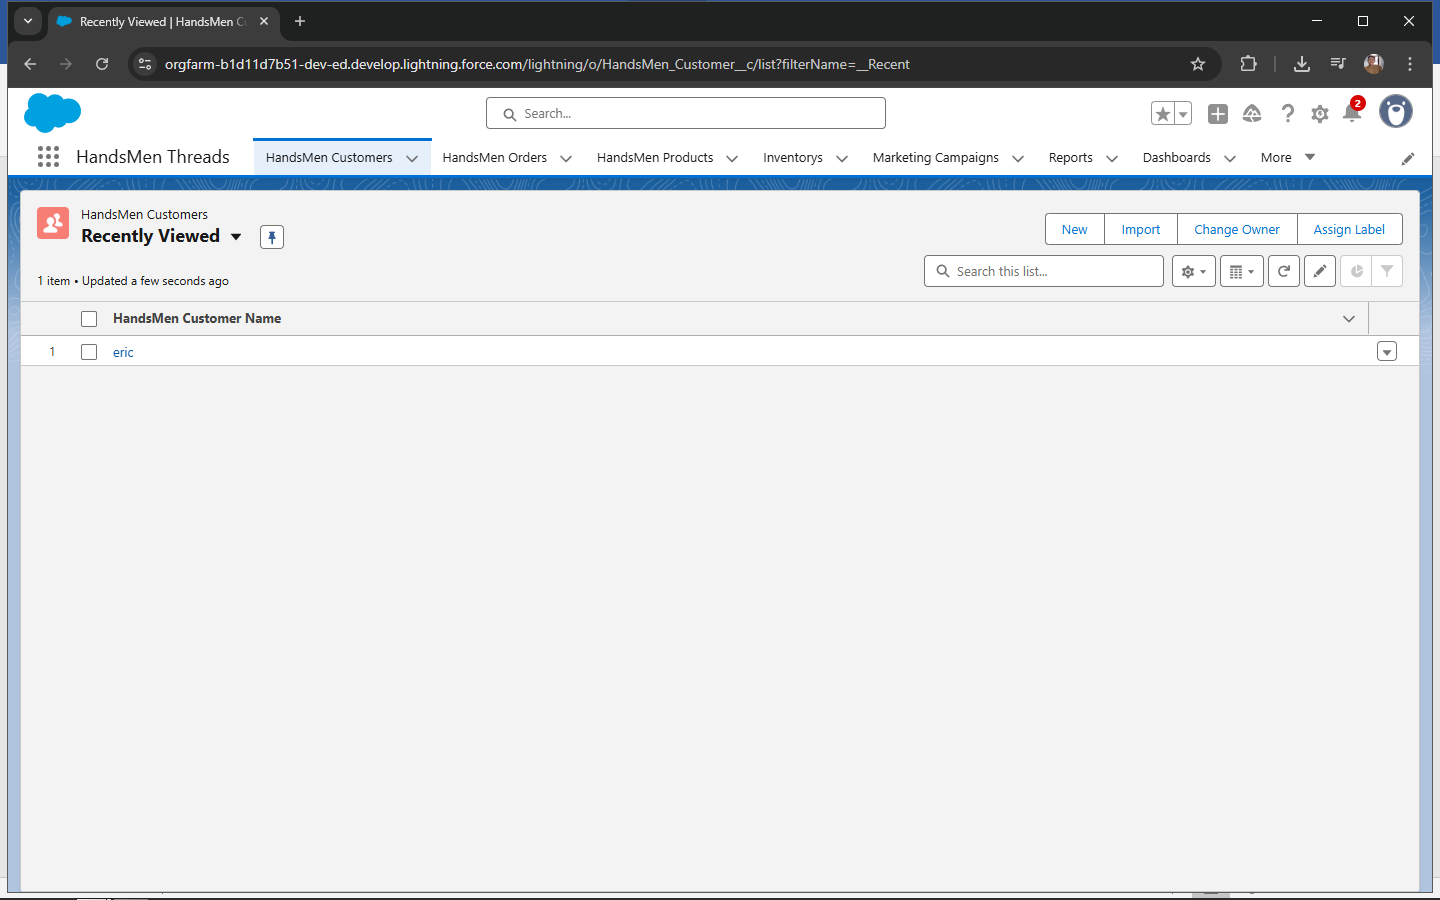 Recently Viewed | HandsMen C
orgfarm-b1d11d7b51-dev-ed.develop.lightning.force.com/lightning/o/HandsMen_Customer__c/list?filterName=__Recent
Search...
2
HandsMen Threads
HandsMen Customers
HandsMen Orders
HandsMen Products
Inventorys
Marketing Campaigns
Reports
Dashboards
More
HandsMen Customers
Recently Viewed
New
Import
Change Owner
Assign Label
1 item • Updated a few seconds ago
Search this list...
HandsMen Customer Name
1
eric